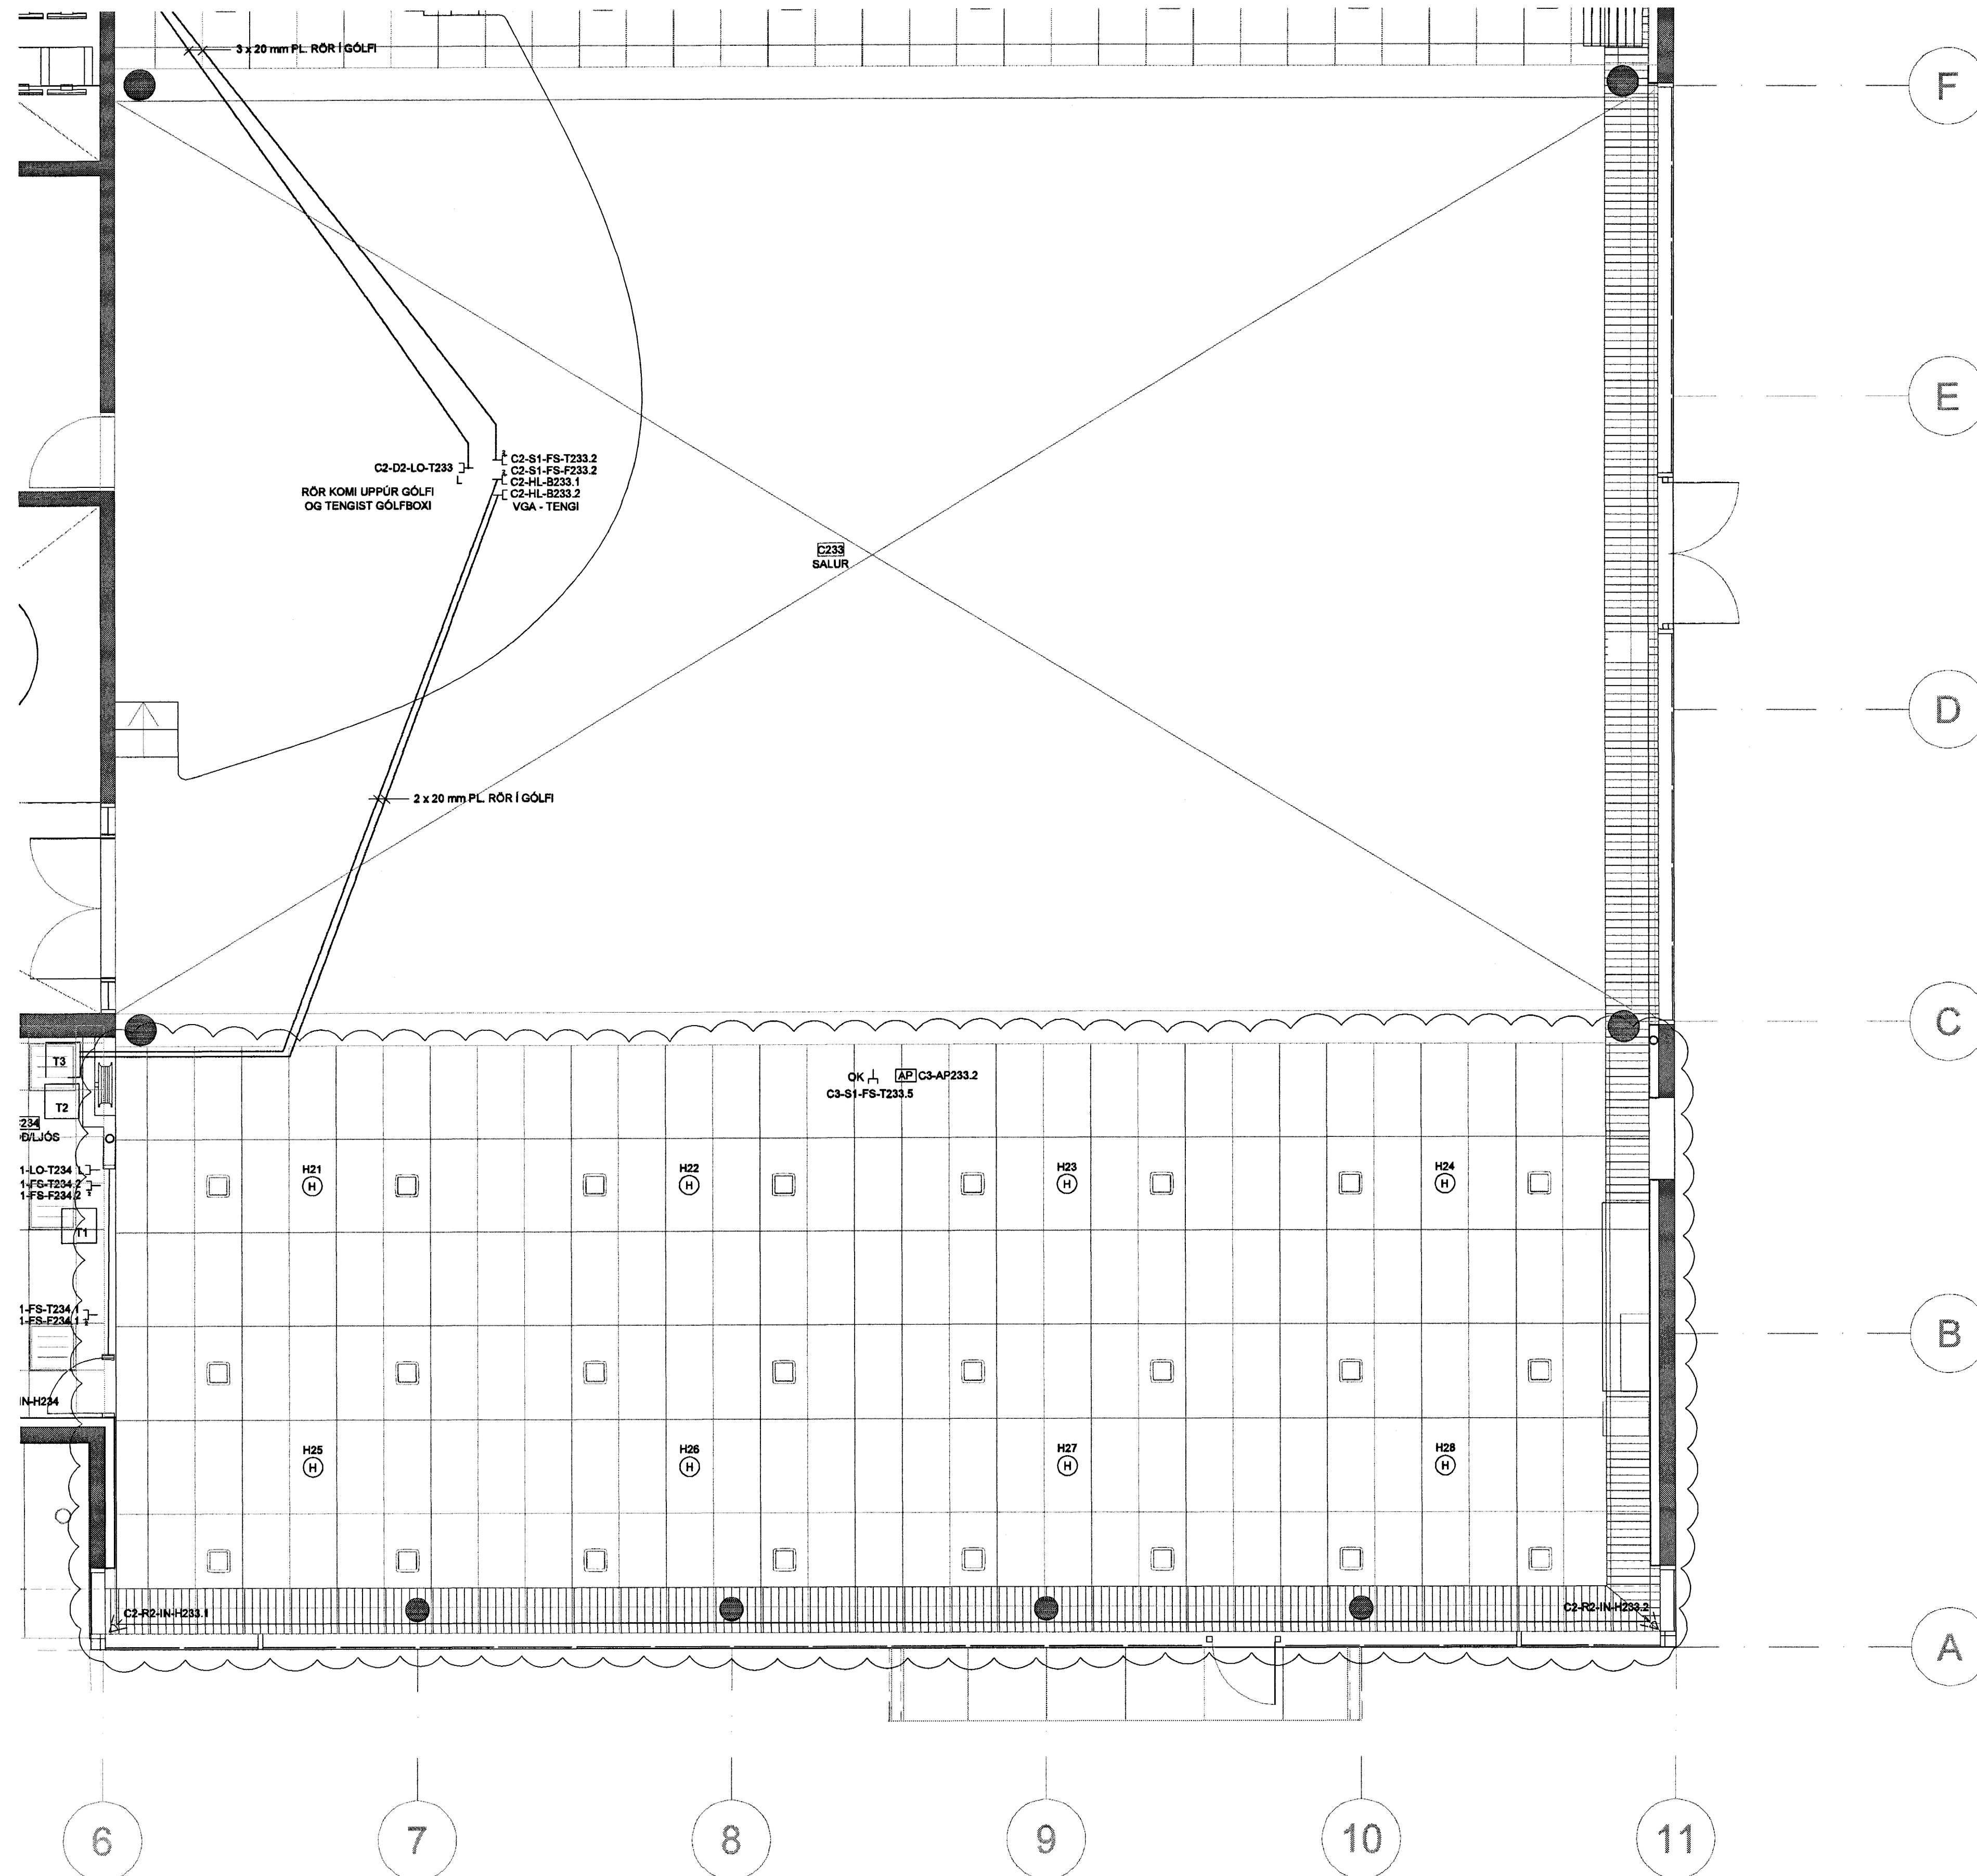 3 x 20 mm PL. RÖR Í GÓLFI
F
E
C2-D2-LO-T233
L
RÖR KOMI UPPÚR GÓLFI
OG TENGIST GÓLFBOXI
2
C2-S1-FS-T233.2
C2-S1-FS-F233.2
C2-HL-B233.1
C2-HL-B233.2
VGA - TENGI
C233
SALUR
D
2 x 20 mm PL. RÖR Í GÓLFI
C
T3
T2
OK
AP C3-AP233.2
C3-S1-FS-T233.5
234
Ð/LJÓS
1-LO-T234 L
1-FS-T234.2
1-FS-F234.2
T1
H21
H
H22
H
H23
H
H24
H
1-FS-T234.1
1-FS-F234.1
B
IN-H234
H25
H
H26
H
H27
H
H28
H
C2-R2-IN-H233.1
C2-R2-IN-H233.2
A
6
7
8
9
10
11